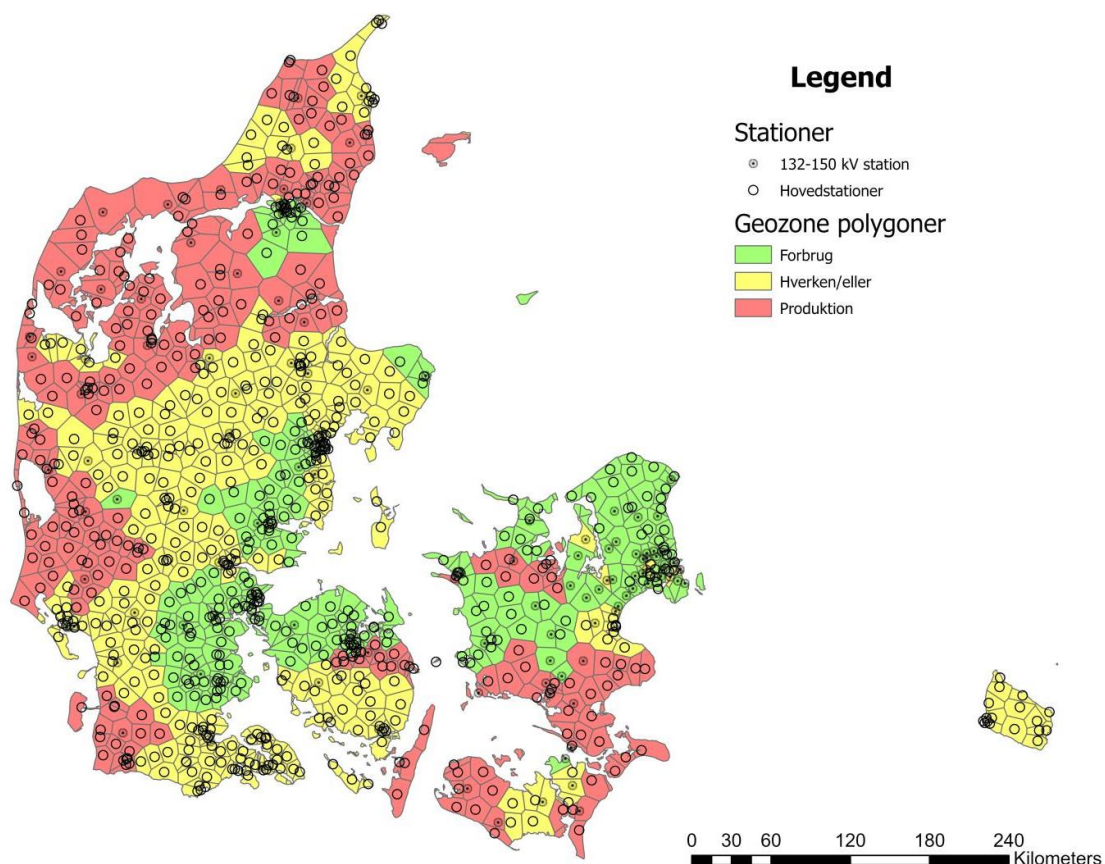 Legend
Stationer
132-150 kV station
Hovedstationer
Geozone polygoner
Forbrug
Hverken/eller
Produktion
0 30 60 120 180 240
Kilometers